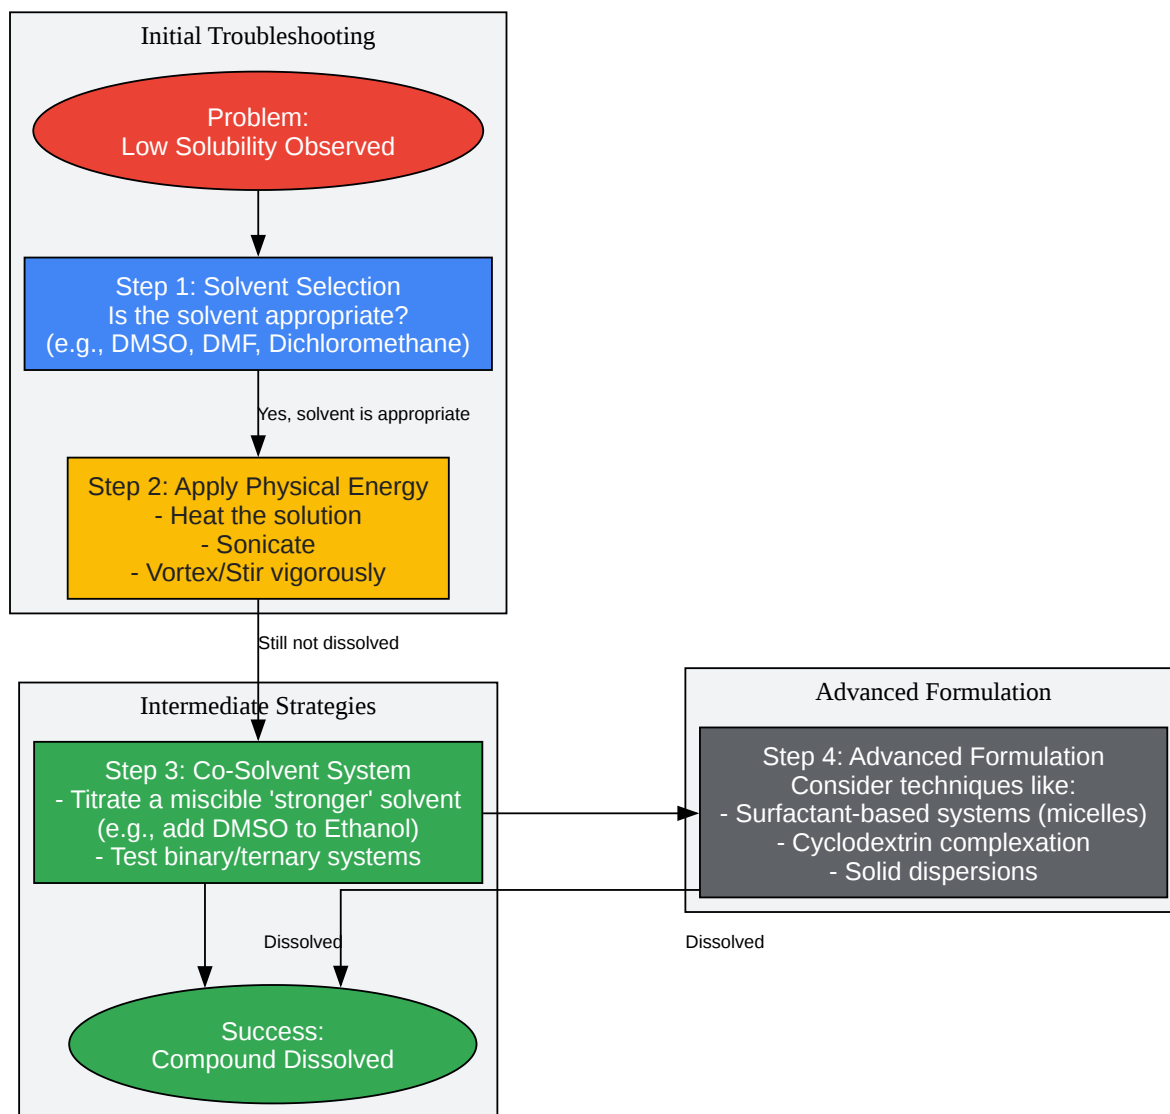 Initial Troubleshooting
Problem:
Low Solubility Observed
Step 1: Solvent Selection
Is the solvent appropriate?
(e.g., DMSO, DMF, Dichloromethane)
Yes, solvent is appropriate
Step 2: Apply Physical Energy
- Heat the solution
- Sonicate
- Vortex/Stir vigorously
Still not dissolved
Intermediate Strategies
Step 3: Co-Solvent System
- Titrate a miscible 'stronger' solvent
(e.g., add DMSO to Ethanol)
- Test binary/ternary systems
Advanced Formulation
Step 4: Advanced Formulation
Consider techniques like:
- Surfactant-based systems (micelles)
- Cyclodextrin complexation
- Solid dispersions
Dissolved
Dissolved
Success:
Compound Dissolved